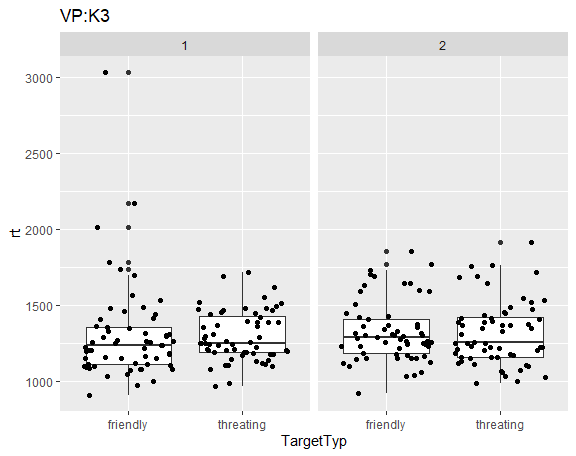 VP:K3
1 2
rt
3000
2500
2000
1500
1000
friendly threating friendly threating
TargetTyp